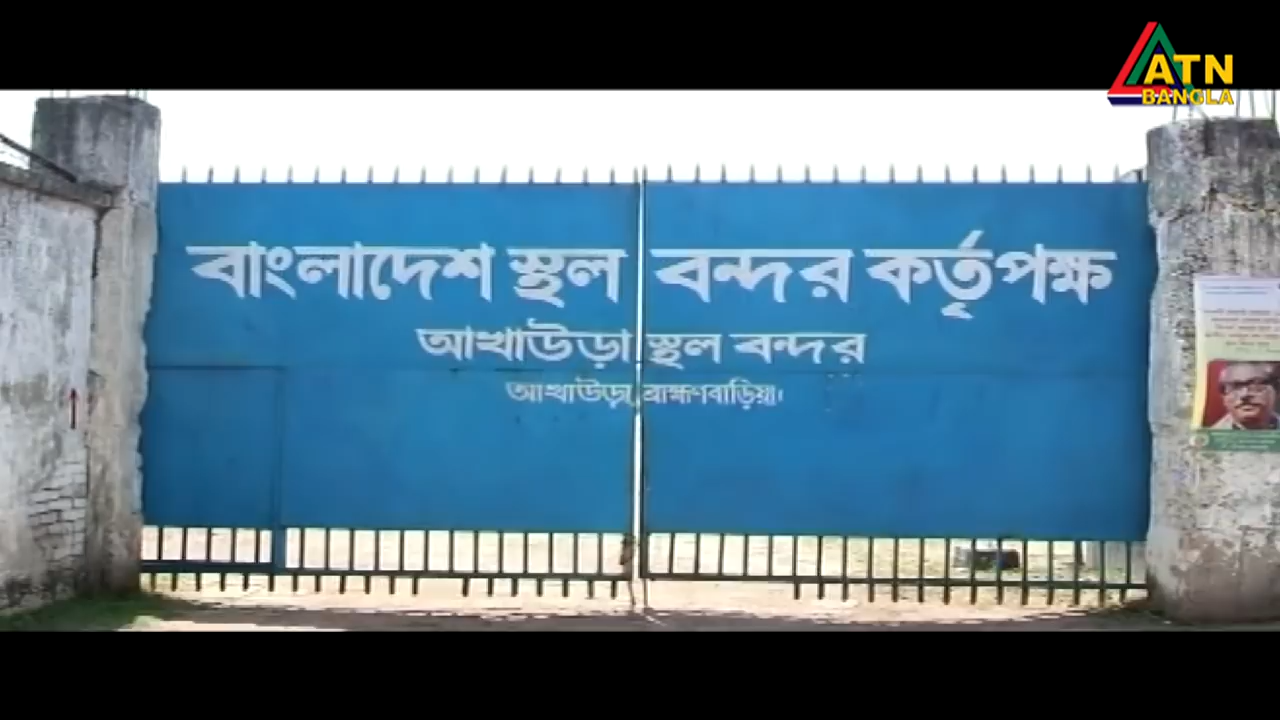 ATN
BANGLA
বাংলাদেশ স্থল বন্দর কর্তৃপক্ষ
আখাউড়া স্থল বন্দর
আখাউড়া, ব্রাহ্মণবাড়িয়া।